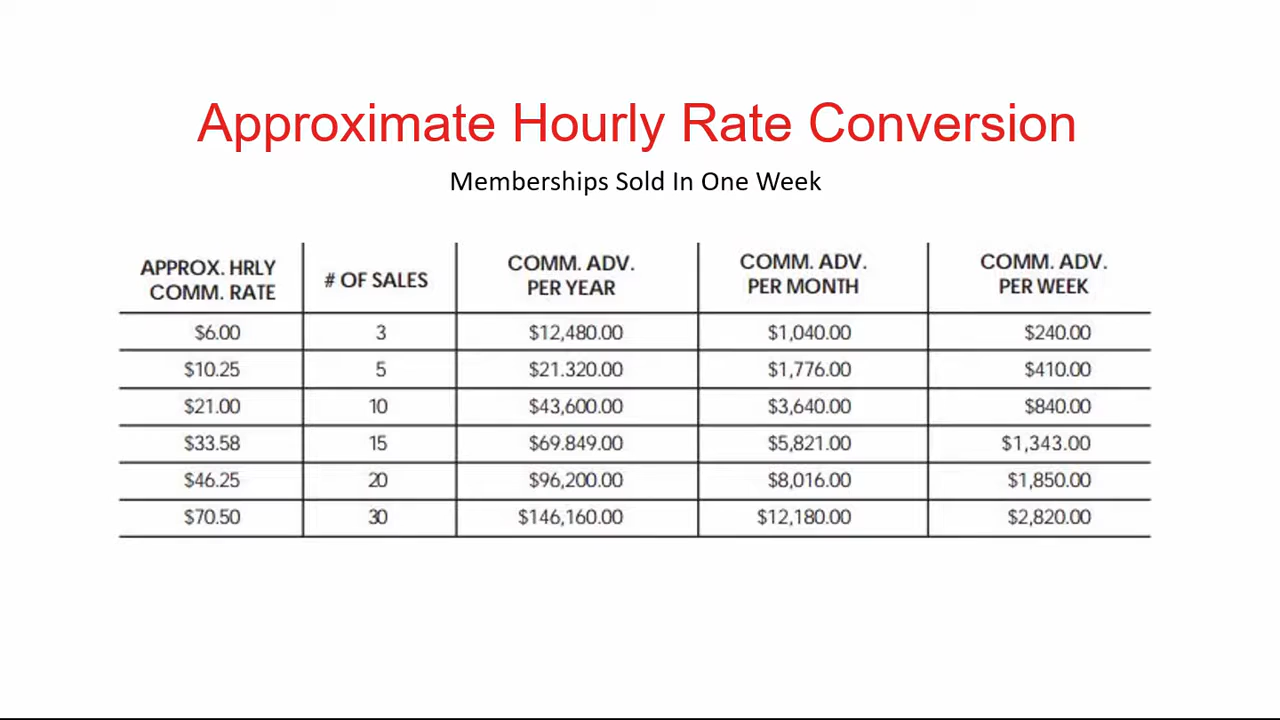 Approximate Hourly Rate Conversion
Memberships Sold In One Week
APPROX. HRLY COMM. RATE # OF SALES COMM. ADV. PER YEAR COMM. ADV. PER MONTH COMM. ADV. PER WEEK
$6.00 3 $12,480.00 $1,040.00 $240.00
$10.25 5 $21.320.00 $1,776.00 $410.00
$21.00 10 $43,600.00 $3,640.00 $840.00
$33.58 15 $69.849.00 $5,821.00 $1,343.00
$46.25 20 $96,200.00 $8,016.00 $1,850.00
$70.50 30 $146,160.00 $12,180.00 $2,820.00